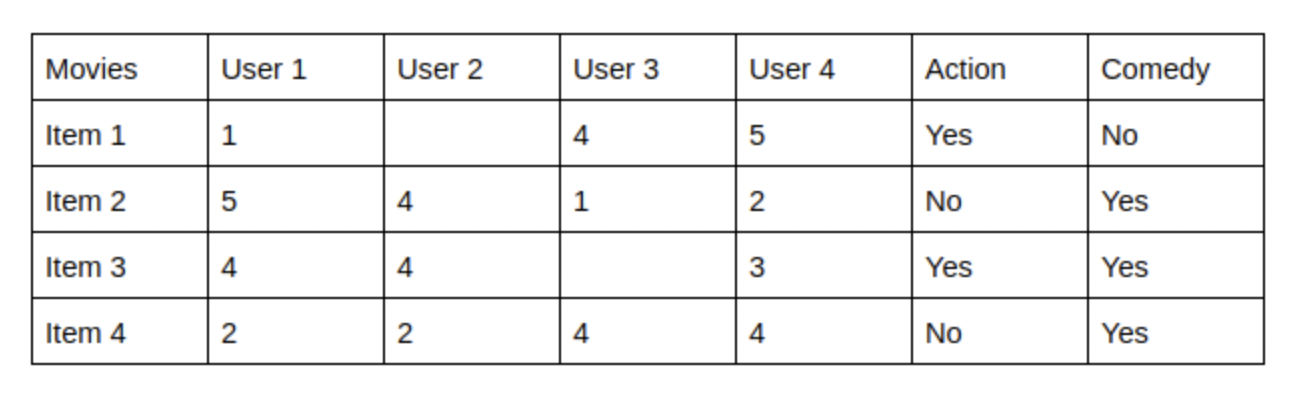 Movies User 1 User 2 User 3 User 4 Action Comedy
Item 1 1 4 5 Yes No
Item 2 5 4 1 2 No Yes
Item 3 4 4 3 Yes Yes
Item 4 2 2 4 4 No Yes